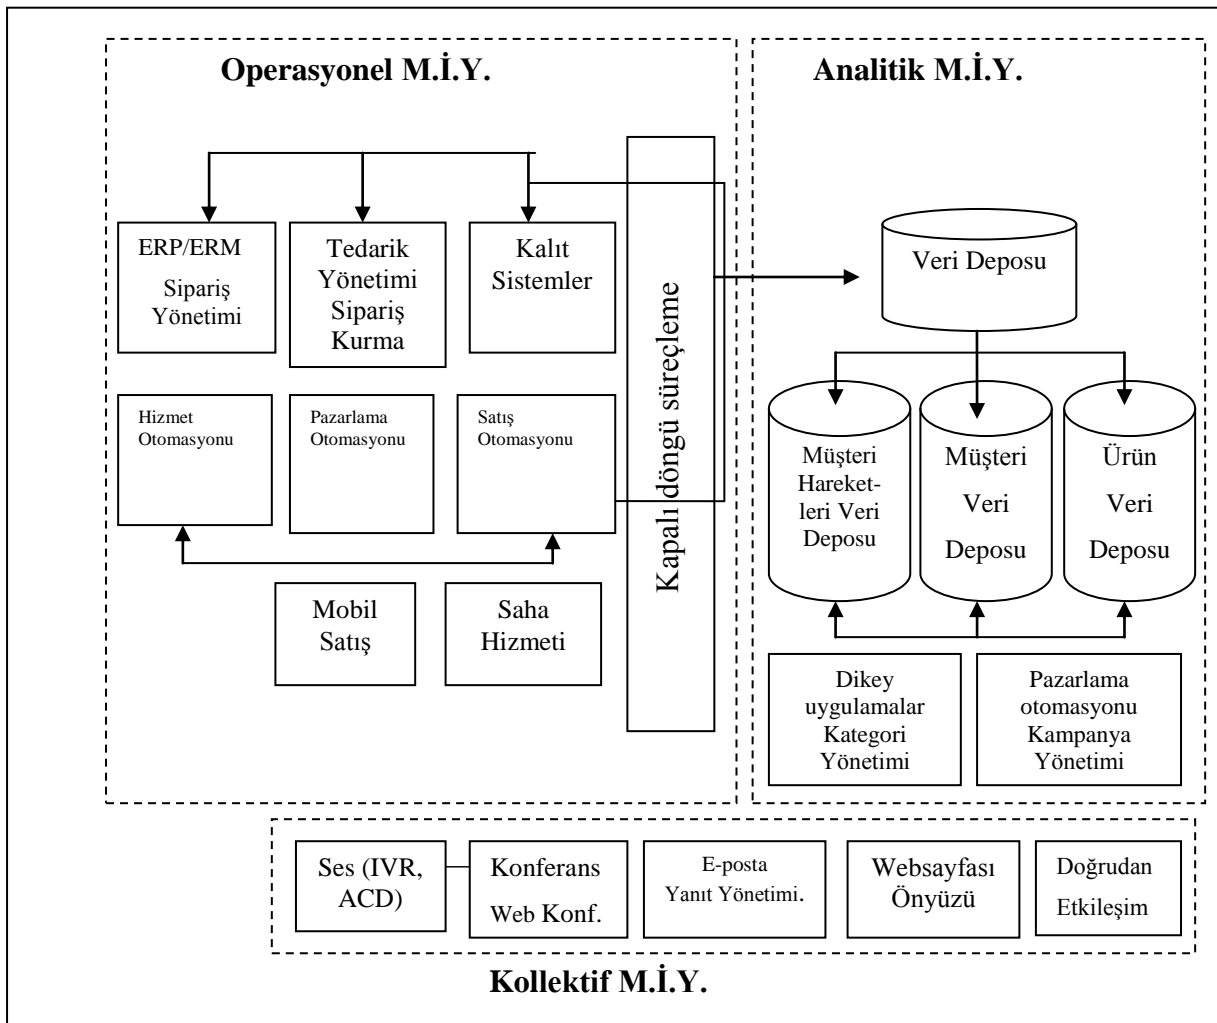 Operasyonel M.İ.Y.
ERP/ERM
Sipariş
Yönetimi
Tedarik
Yönetimi
Sipariş
Kurma
Kalıt
Sistemler
Hizmet
Otomasyonu
Pazarlama
Otomasyonu
Satış
Otomasyonu
Mobil
Satış
Saha
Hizmeti
Kapalı döngü süreçleme
Analitik M.İ.Y.
Veri Deposu
Müşteri
Hareket-
leri Veri
Deposu
Müşteri
Veri
Deposu
Ürün
Veri
Deposu
Dikey
uygulamalar
Kategori
Yönetimi
Pazarlama
otomasyonu
Kampanya
Yönetimi
Ses (IVR,
ACD)
Konferans
Web Konf.
E-posta
Yanıt Yönetimi.
Websayfası
Önyüzü
Doğrudan
Etkileşim
Kollektif M.İ.Y.